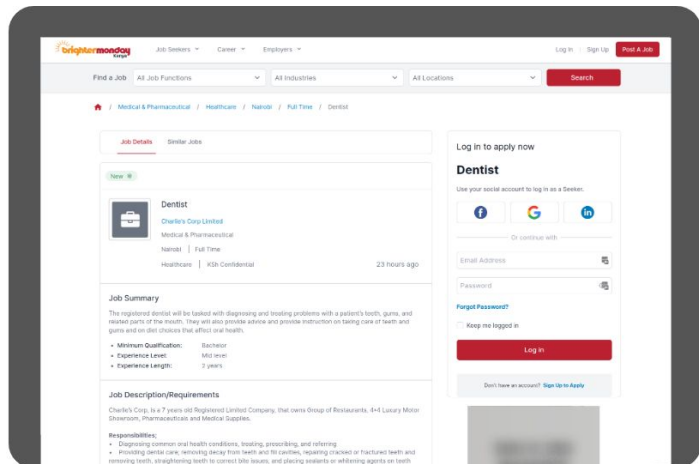 brightermonday
Kenya
Job Seekers Career Employers
Log In Sign Up Post A Job
Find a Job All Job Functions All Industries All Locations Search
/ Medical & Pharmaceutical / Healthcare / Nairobi / Full Time / Dentist
Job Details Similar Jobs
New
Dentist
Charlie's Corp Limited
Medical & Pharmaceutical
Nairobi | Full Time
Healthcare | KSh Confidential 23 hours ago
Job Summary
The registered dentist will be tasked with diagnosing and treating problems with a patient's teeth, gums, and
related parts of the mouth. They will also provide advice and provide instruction on taking care of teeth and
gums and on diet choices that affect oral health.
• Minimum Qualification: Bachelor
• Experience Level: Mid level
• Experience Length: 2 years
Job Description/Requirements
Charlie's Corp, is a 7 years old Registered Limited Company, that owns Group of Restaurants, 4×4 Luxury Motor
Showroom, Pharmaceuticals and Medical Supplies.
Responsibilities;
• Diagnosing common oral health conditions, treating, prescribing, and referring
• Providing dental care; removing decay from teeth and fill cavities, repairing cracked or fractured teeth and
removing teeth, straightening teeth to correct bite issues, and placing sealants or whitening agents on teeth
Log in to apply now
Dentist
Use your social account to log in as a Seeker.
f G in
Or continue with
Email Address
Password
Forgot Password?
Keep me logged in
Log in
Don't have an account? Sign Up to Apply